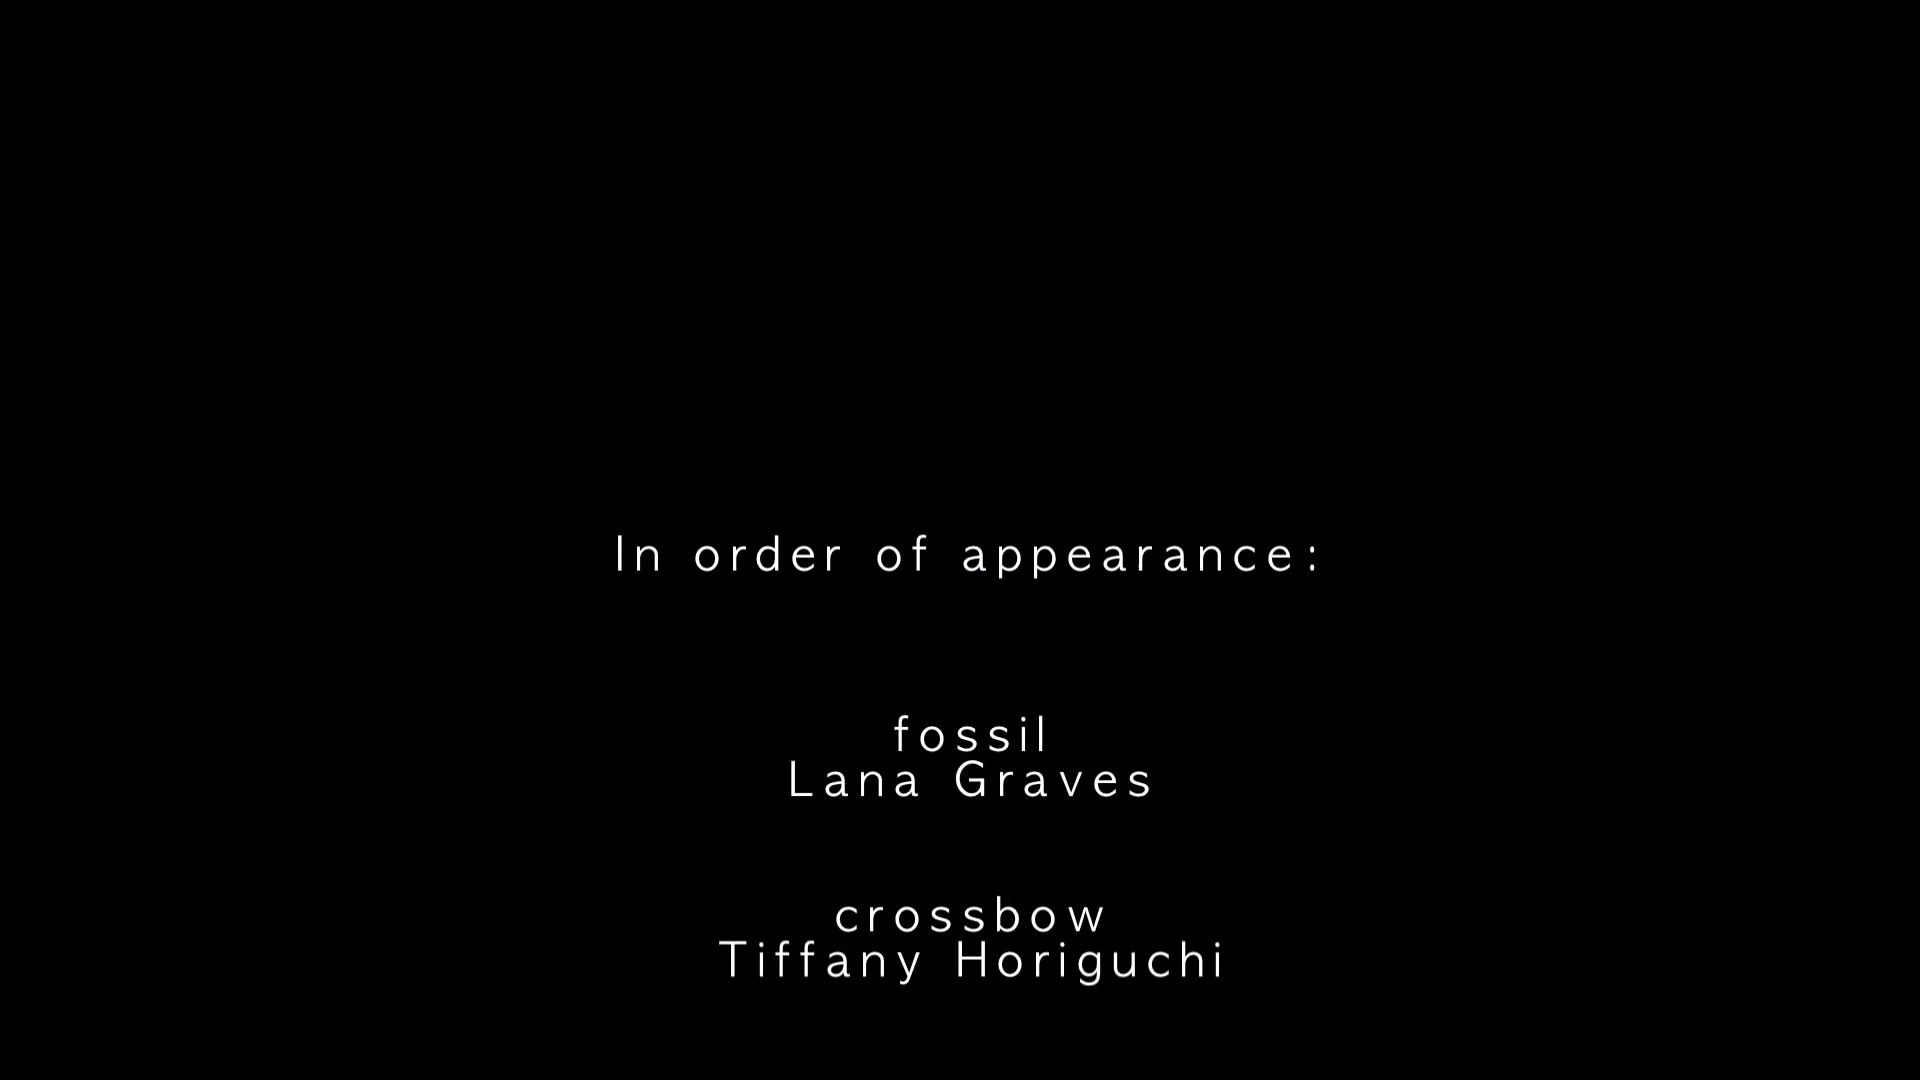 In order of appearance:
fossil
Lana Graves
crossbow
Tiffany Horiguchi